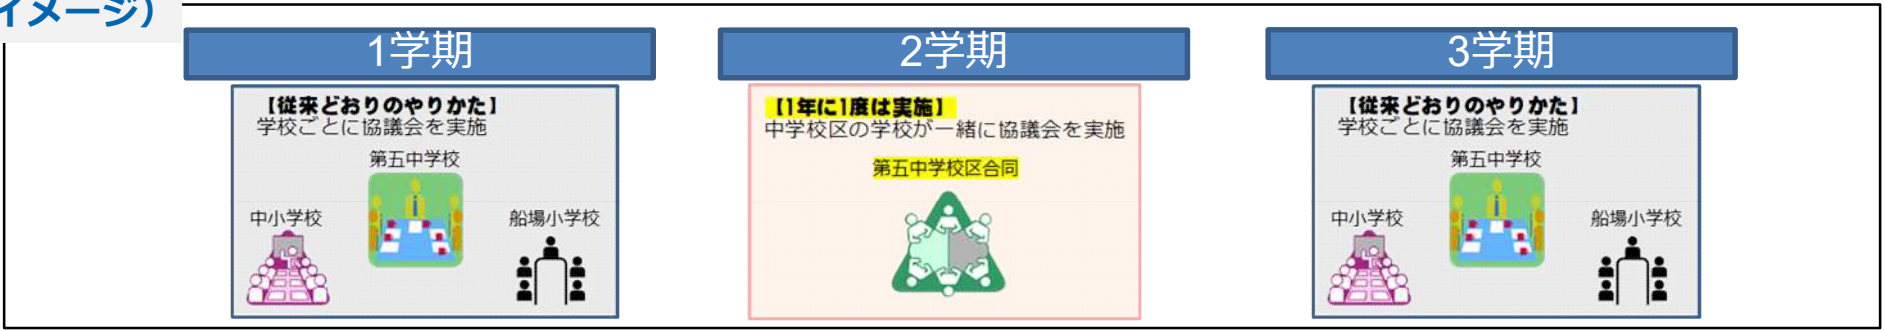 イメージ）
1学期
【従来どおりのやりかた】
学校ごとに協議会を実施
第五中学校
中小学校
船場小学校
2学期
【1年に1度は実施】
中学校区の学校が一緒に協議会を実施
第五中学校区合同
3学期
【従来どおりのやりかた】
学校ごとに協議会を実施
第五中学校
中小学校
船場小学校